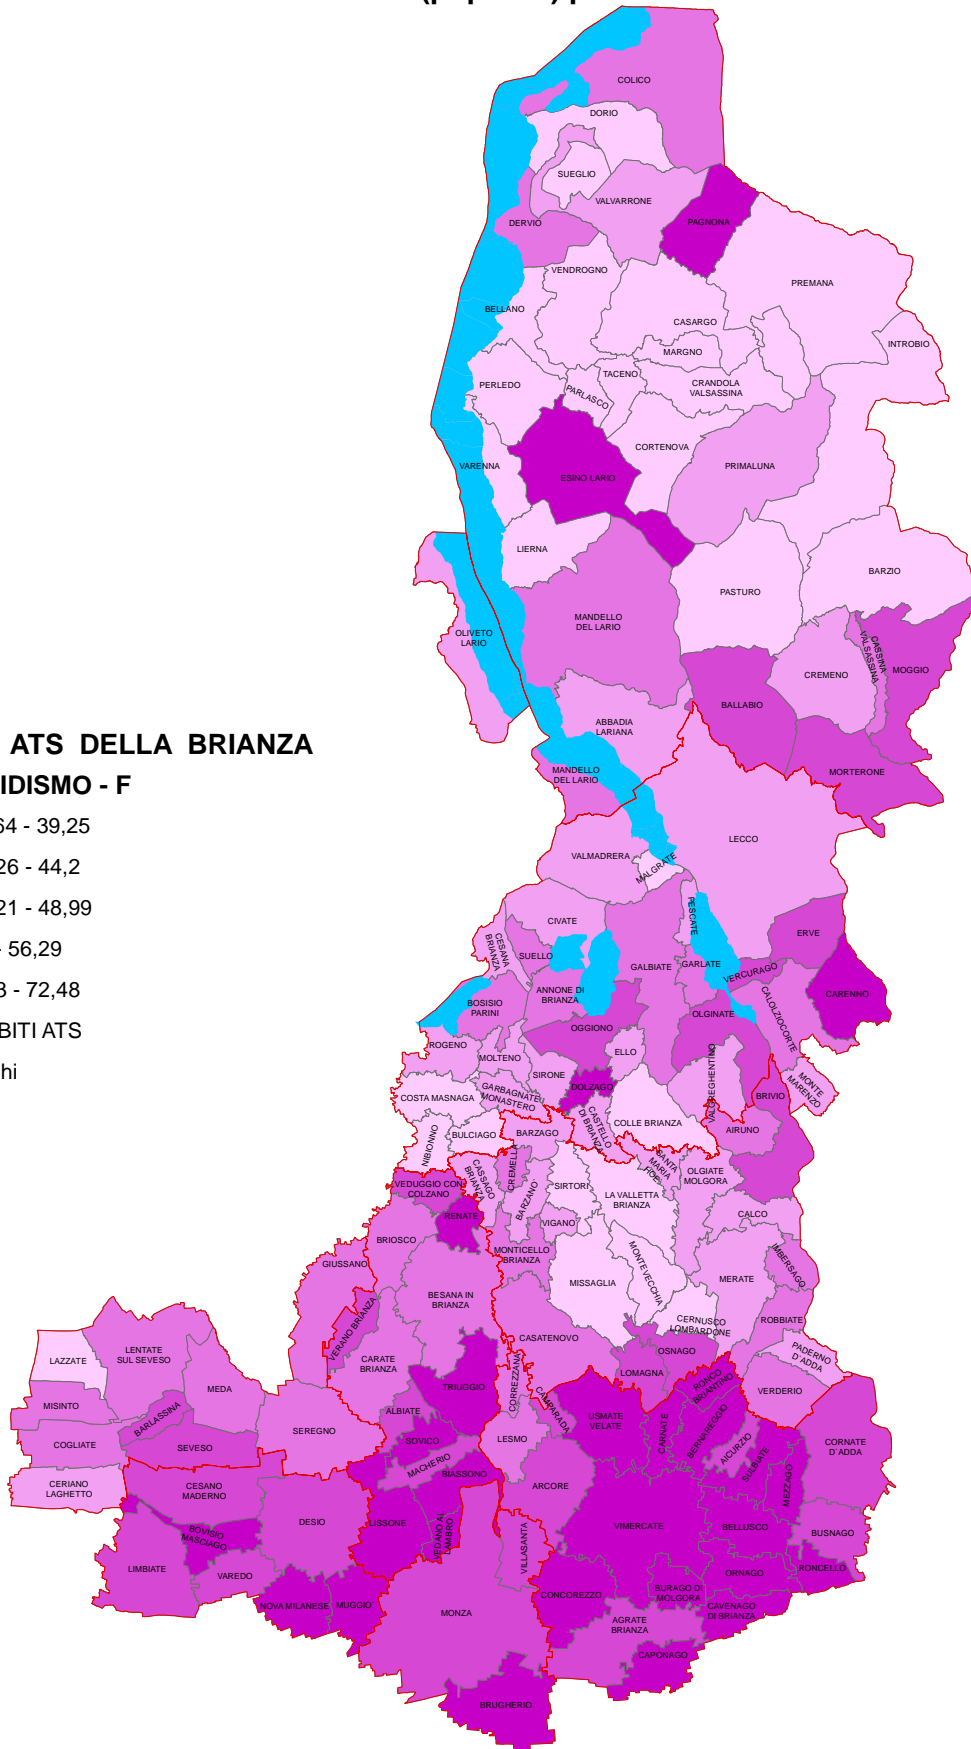 COLICO
DORIO
SUEGLIO
VALVARRONE
PAGNONA
DERVIO
VENDROGNO
PREMANA
BELLANO
CASARGO
INTROBIO
MARGNO
TACENO
PERLEDO
CRANDOLA
VALSASSINA
PARLASCO
CORTENOVA
VARENNA
PRIMALUNA
ESINO LARIO
LIERNA
BARZIO
PASTURO
MANDELLO
DEL LARIO
OLIVETO
LARIO
CASSINA
VALSASSINA
MOGGIO
CREMENO
BALLABIO
ABBADIA
LARIANA
ATS DELLA BRIANZA
IDISMO - F
MANDELLO
DEL LARIO
MORTERONE
64 - 39,25
LECCO
26 - 44,2
VALMADRERA
MALGRATE
21 - 48,99
PESCATE
CIVATE
- 56,29
CESANA
BRIANZA
SUELLO
ERVE
GALBIATE
GARLATE
VERCURAGO
3 - 72,48
ANNONE DI
BRIANZA
CARENNO
BOSISIO
PARINI
CALOLZIOCORTE
OLGINATE
BITI ATS
OGGIONO
ROGENO
ELLO
MOLTENO
hi
SIRONE
VALGREGHENTINO
DOLZAGO
MONTE
MARENZO
COSTA MASNAGA
GARBAGNATE
MONASTERO
BRIVIO
CASTELLO
DI BRIANZA
COLLE BRIANZA
AIRUNO
NIBIONNO
BULCIAGO
BARZAGO
CASSAGO
BRIANZA
CREMELLA
SANTA
MARIA
HOE'
OLGIATE
MOLGORA
VEDUGGIO CON
COLZANO
BARZANO'
SIRTORI
LA VALLETTA
BRIANZA
RENATE
VIGANO
CALCO
BRIOSCO
MONTICELLO
BRIANZA
GIUSSANO
MONTEVECCHIA
MISSAGLIA
MERATE
IMBERSAGO
BESANA IN
BRIANZA
VERANO BRIANZA
CERNUSCO
LOMBARDONE
ROBBIATE
CASATENOVO
LENTATE
SUL SEVESO
LAZZATE
OSNAGO
PADERNO
D'ADDA
CARATE
BRIANZA
LOMAGNA
CORREZZANA
RONCO
BRIANTINO
MEDA
TRIUGGIO
VERDERIO
MISINTO
CAMPARADA
ALBIATE
BARLASSINA
USMATE
VELATE
SEREGNO
CARNATE
BERNAREGGIO
COGLIATE
SEVESO
SOVICO
LESMO
AICURZIO
CORNATE
D'ADDA
MACHERIO
SULBIATE
BIASSONO
CERIANO
LAGHETTO
CESANO
MADERNO
ARCORE
MEZZAGO
DESIO
LISSONE
VIMERCATE
BELLUSCO
BOVISIO
MASCIAGO
VEDANO AL
LAMBRO
BUSNAGO
VILLASANTA
LIMBIATE
VAREDO
ORNAGO
RONCELLO
CONCOREZZO
BURAGO DI
MOLGORA
NOVA MILANESE
MUGGIO'
MONZA
CAVENAGO
DI BRIANZA
AGRATE
BRIANZA
CAPONAGO
BRUGHERIO